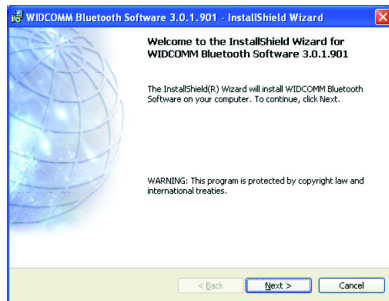 WIDCOMM Bluetooth Software 3.0.1.901 - InstallShield Wizard
Welcome to the InstallShield Wizard for
WIDCOMM Bluetooth Software 3.0.1.901
The InstallShield(R) Wizard will install WIDCOMM Bluetooth
Software on your computer. To continue, click Next.
WARNING: This program is protected by copyright law and
international treaties.
< Back
Next >
Cancel